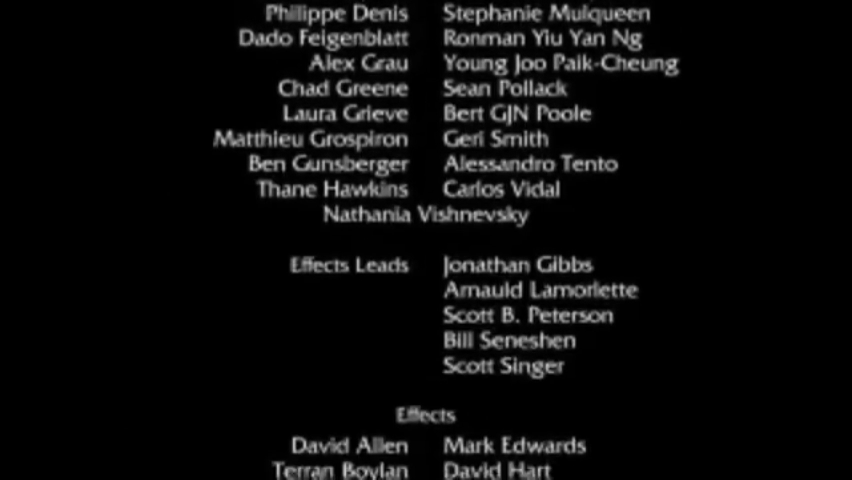 Philippe Denis Stephanie Mulqueen
Dado Feigenblatt Ronman Yiu Yan Ng
Alex Grau Young Joo Paik-Cheung
Chad Greene Sean Pollack
Laura Grieve Bert GJN Poole
Matthieu Grospiron Geri Smith
Ben Gunsberger Alessandro Tento
Thane Hawkins Carlos Vidal
Nathania Vishnevsky
Effects Leads Jonathan Gibbs
Arnauld Lamorlette
Scott B. Peterson
Bill Seneshen
Scott Singer
Effects
David Allen Mark Edwards
Terran Boylan David Hart